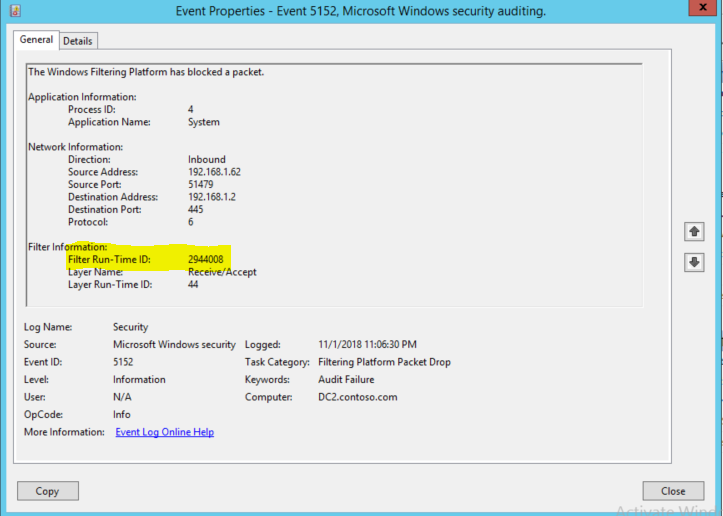 Event Properties - Event 5152, Microsoft Windows security auditing.
x
General Details
The Windows Filtering Platform has blocked a packet.
Application Information:
Process ID: 4
Application Name: System
Network Information:
Direction: Inbound
Source Address: 192.168.1.62
Source Port: 51479
Destination Address: 192.168.1.2
Destination Port: 445
Protocol: 6
Filter Information:
Filter Run-Time ID: 2944008
Layer Name: Receive/Accept
Layer Run-Time ID: 44
Log Name: Security
Source: Microsoft Windows security Logged: 11/1/2018 11:06:30 PM
Event ID: 5152 Task Category: Filtering Platform Packet Drop
Level: Information Keywords: Audit Failure
User: N/A Computer: DC2.contoso.com
OpCode: Info
More Information: Event Log Online Help
Copy Close
Activate